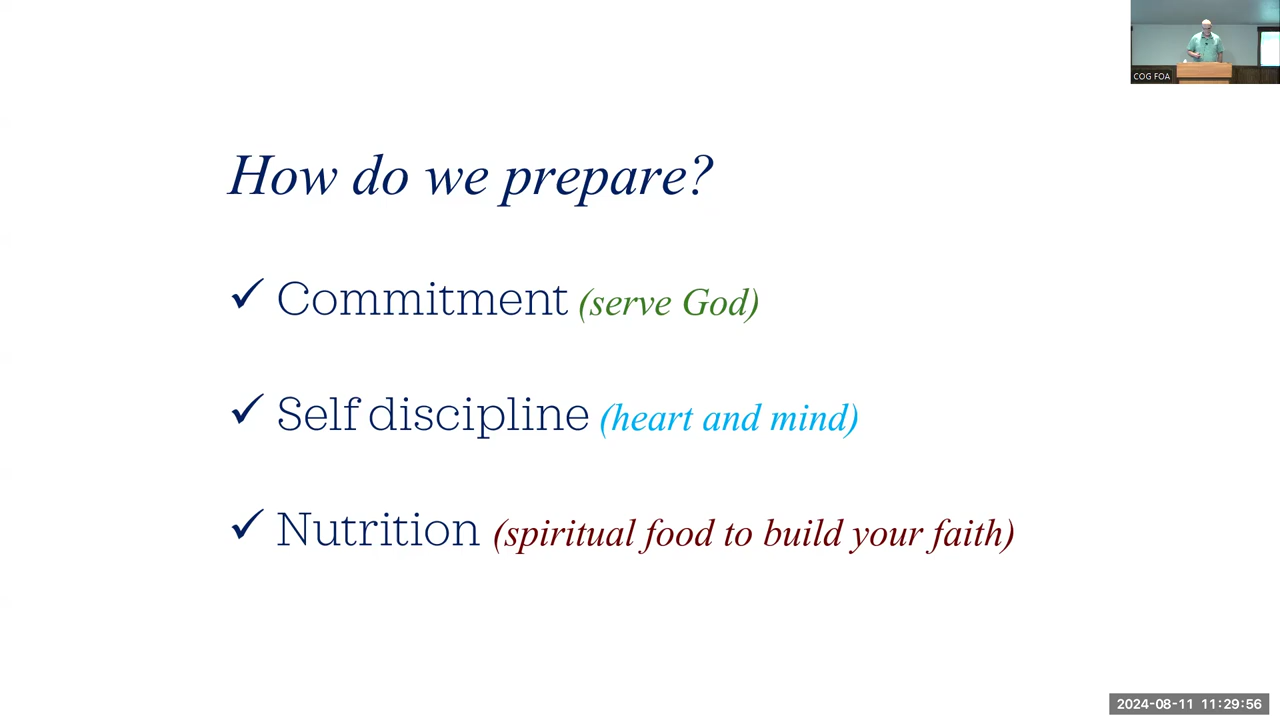 COG FOA
How do we prepare?
✓ Commitment (serve God)
✓ Self discipline (heart and mind)
✓ Nutrition (spiritual food to build your faith)
2024-08-11 11:29:56